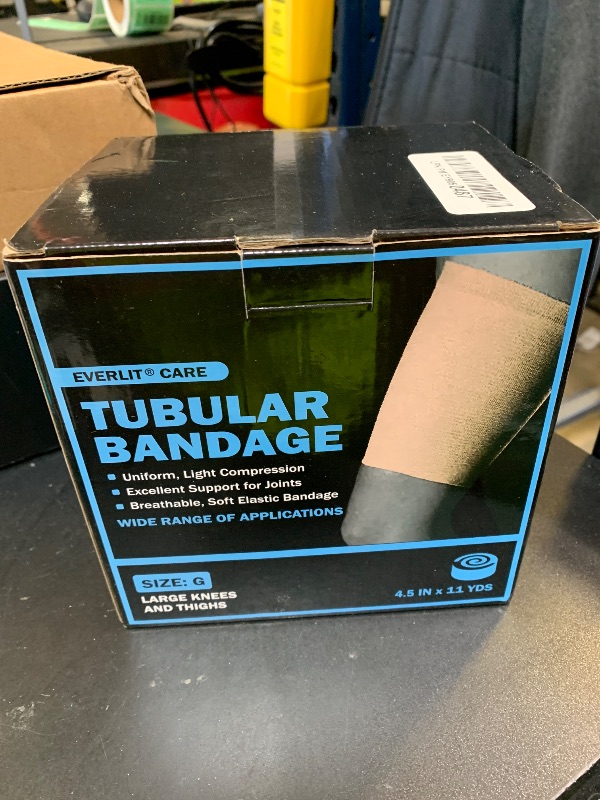 EVERLIT® CARE
TUBULAR
BANDAGE
Uniform, Light Compression
Excellent Support for Joints
Breathable, Soft Elastic Bandage
WIDE RANGE OF APPLICATIONS
SIZE: G
LARGE KNEES
AND THIGHS
4.5 IN x 11 YDS